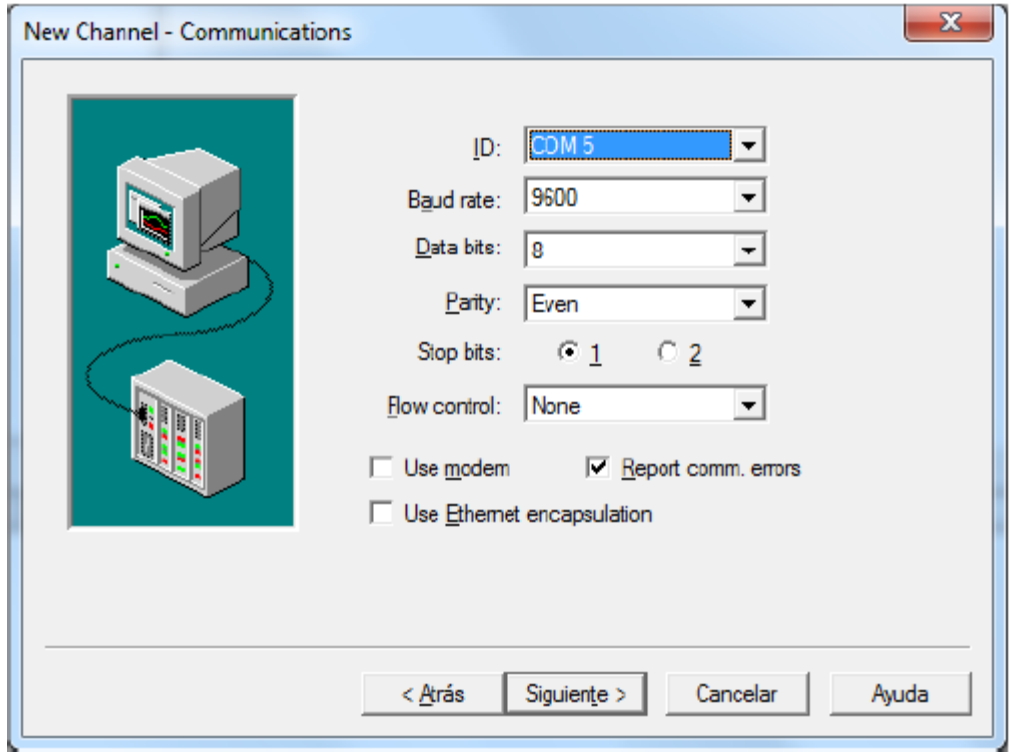 New Channel - Communications
ID: COM 5
Baud rate: 9600
Data bits: 8
Parity: Even
Stop bits: 1 2
Flow control: None
Use modem Report comm. errors
Use Ethernet encapsulation
< Atrás Siguiente > Cancelar Ayuda